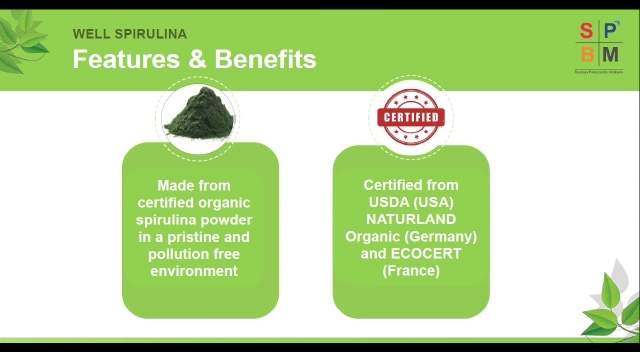 WELL SPIRULINA
Features & Benefits
S P
B M
CERTIFIED
Made from
certified organic
spirulina powder
in a pristine and
pollution free
environment
Certified from
USDA (USA)
NATURLAND
Organic (Germany)
and ECOCERT
(France)